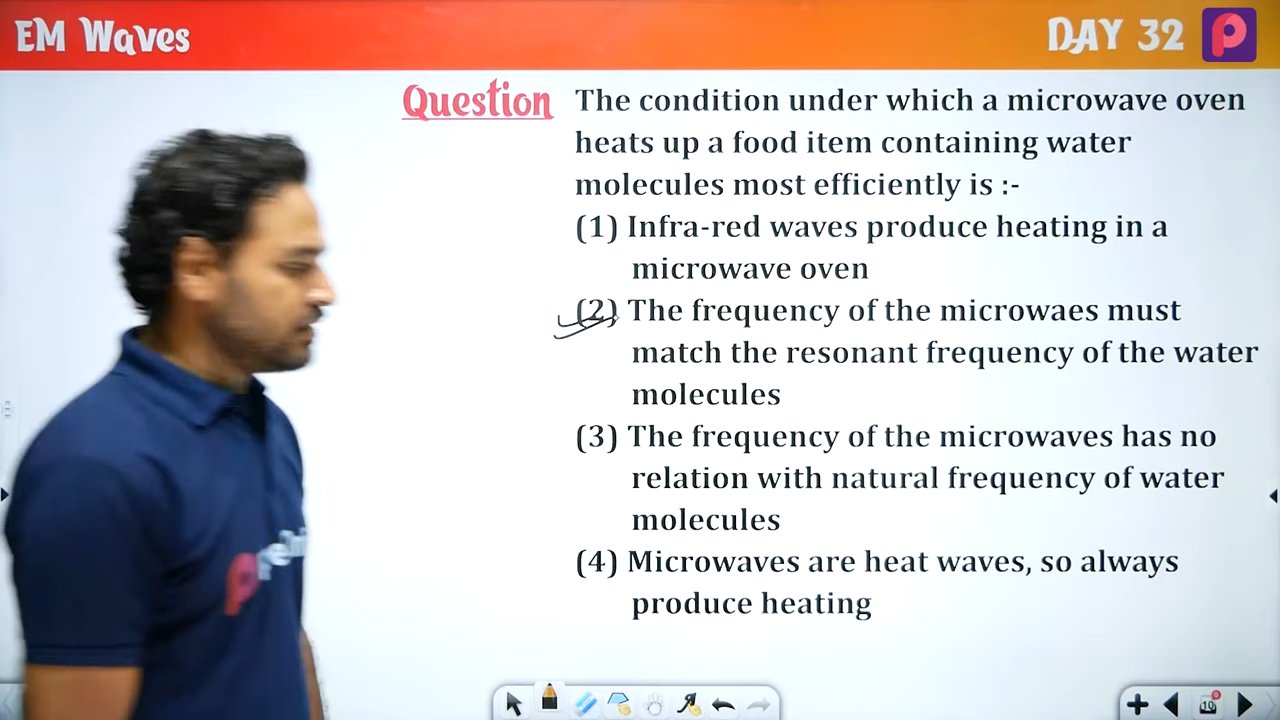 EM Waves
DAY 32
Question
The condition under which a microwave oven
heats up a food item containing water
molecules most efficiently is :-
(1) Infra-red waves produce heating in a
microwave oven
(2) The frequency of the microwaes must
match the resonant frequency of the water
molecules
(3) The frequency of the microwaves has no
relation with natural frequency of water
molecules
(4) Microwaves are heat waves, so always
produce heating